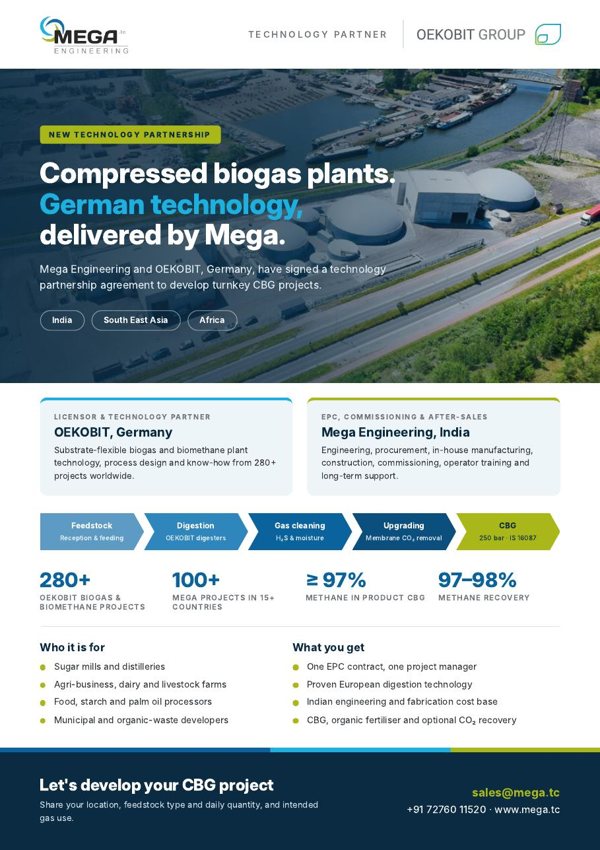 MEGA
ENGINEERING
TECHNOLOGY PARTNER
OEKOBIT GROUP
NEW TECHNOLOGY PARTNERSHIP
Compressed biogas plants.
German technology,
delivered by Mega.
Mega Engineering and OEKOBIT, Germany, have signed a technology
partnership agreement to develop turnkey CBG projects.
India
South East Asia
Africa
LICENSOR & TECHNOLOGY PARTNER
OEKOBIT, Germany
Substrate-flexible biogas and biomethane plant
technology, process design and know-how from 280+
projects worldwide.
EPC, COMMISSIONING & AFTER-SALES
Mega Engineering, India
Engineering, procurement, in-house manufacturing,
construction, commissioning, operator training and
long-term support.
Feedstock
Reception & feeding
Digestion
OEKOBIT digesters
Gas cleaning
H₂S & moisture
Upgrading
Membrane CO₂ removal
CBG
250 bar · IS 16087
280+
OEKOBIT BIOGAS &
BIOMETHANE PROJECTS
100+
MEGA PROJECTS IN 15+
COUNTRIES
≥ 97%
METHANE IN PRODUCT CBG
97–98%
METHANE RECOVERY
Who it is for
Sugar mills and distilleries
Agri-business, dairy and livestock farms
Food, starch and palm oil processors
Municipal and organic-waste developers
What you get
One EPC contract, one project manager
Proven European digestion technology
Indian engineering and fabrication cost base
CBG, organic fertiliser and optional CO₂ recovery
Let's develop your CBG project
Share your location, feedstock type and daily quantity, and intended
gas use.
sales@mega.tc
+91 72760 11520 · www.mega.tc